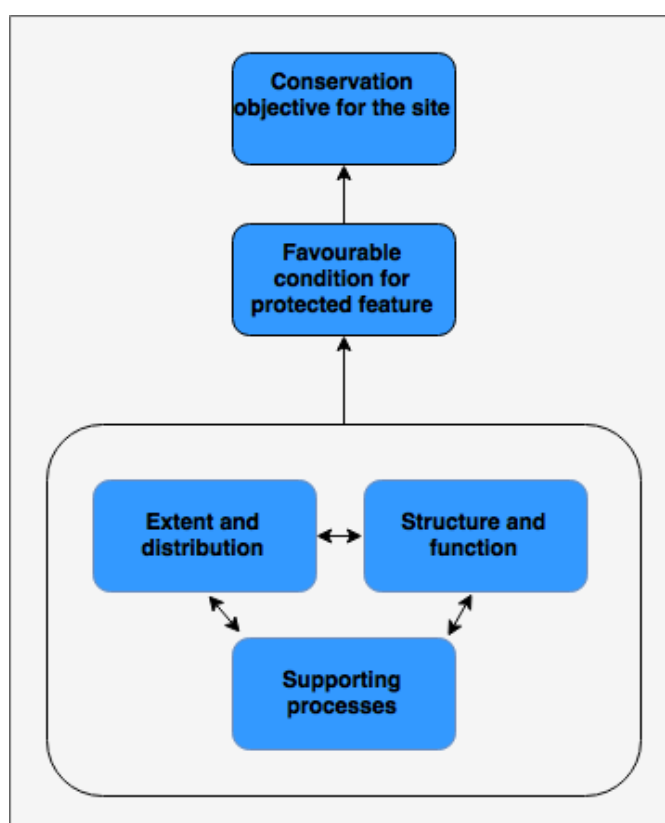 Conservation
objective for the site
Favourable
condition for
protected feature
Extent and
distribution
Structure and
function
Supporting
processes